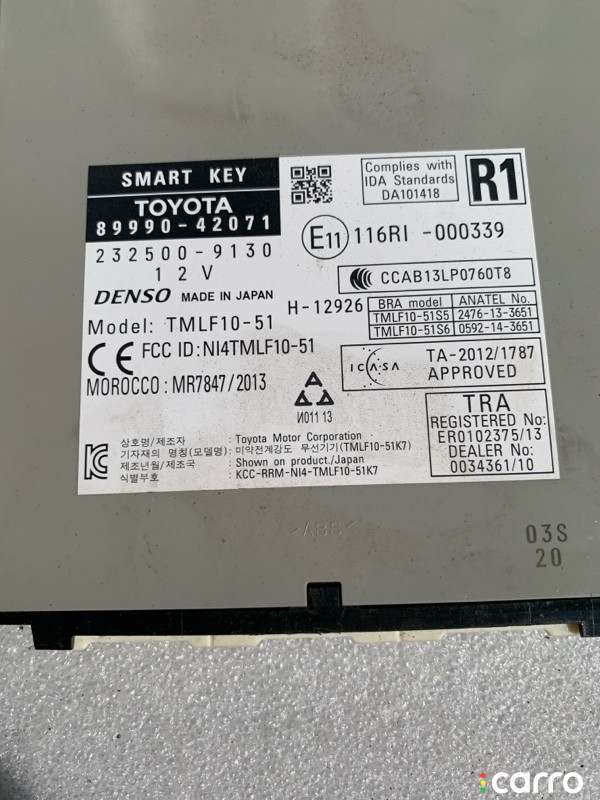 SMART KEY
TOYOTA
89990-42071
232500-9130
12V
DENSO MADE IN JAPAN
Model: TMLF10-51
CE FCC ID:NI4TMLF10-51
MOROCCO:MR7847/2013
Complies with
IDA Standards
DA101418
R1
E11 116RI -000339
CCAB13LP0760T8
H-12926
BRA model ANATEL No.
TMLF10-51S5 2476-13-3651
TMLF10-51S6 0592-14-3651
ICASA TA-2012/1787
APPROVED
И011 13
TRA
REGISTERED No:
ER0102375/13
DEALER No:
0034361/10
상호명/제조자 : Toyota Motor Corporation
기자재의 명칭(모델명): 미약전계강도 무선기기(TMLF10-51K7)
제조년월/제조국 : Shown on product./Japan
식별부호 : KCC-RRM-NI4-TMLF10-51K7
>ABS<
03S
20
carro